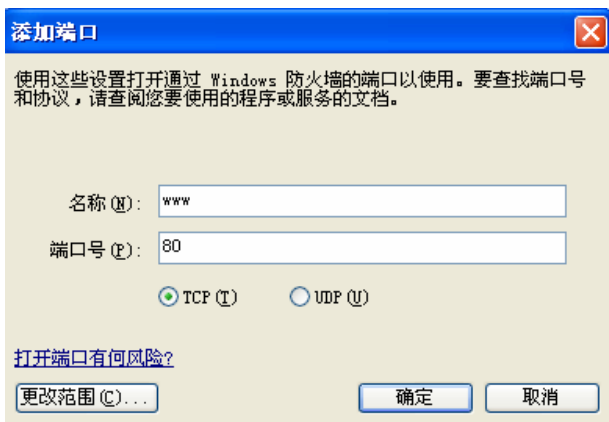 添加端口
使用这些设置打开通过 Windows 防火墙的端口以使用。要查找端口号
和协议，请查阅您要使用的程序或服务的文档。
名称(N)： www
端口号(P)： 80
TCP(T) UDP(U)
打开端口有何风险?
更改范围(C)... 确定 取消